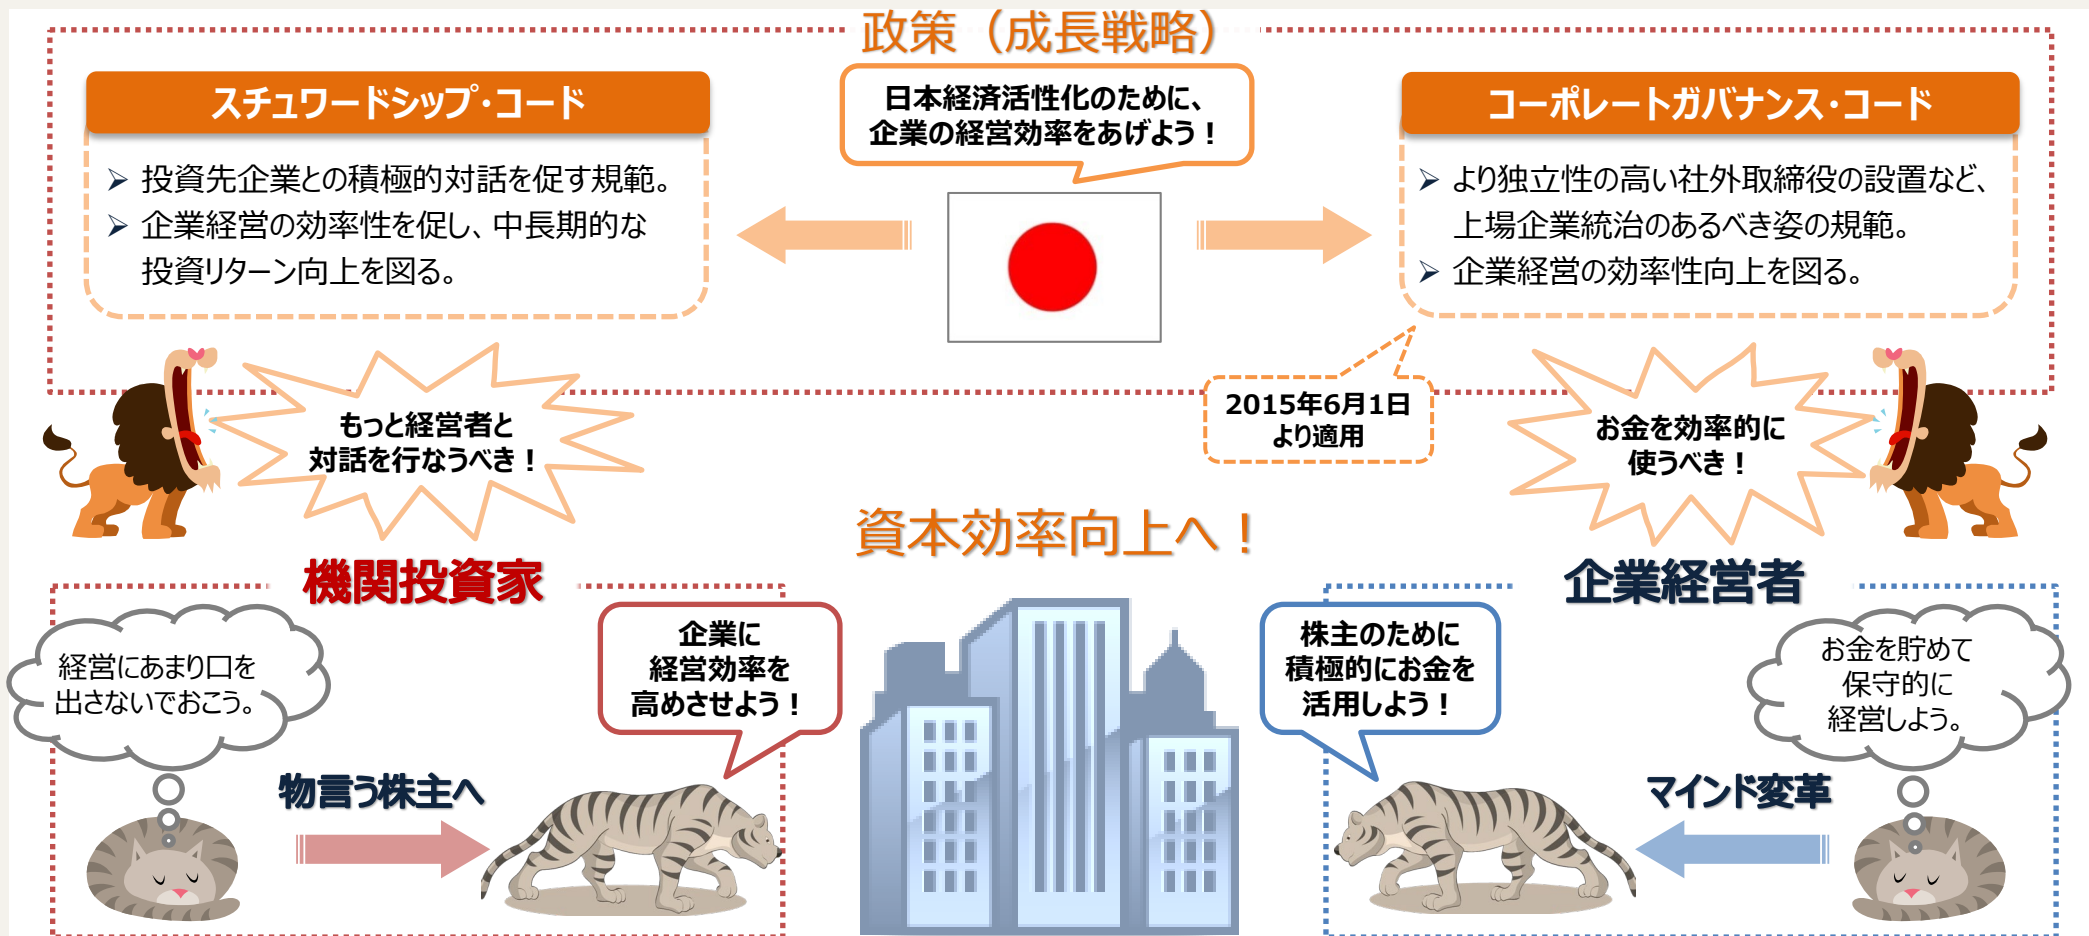 政策（成長戦略）
スチュワードシップ・コード
➢ 投資先企業との積極的対話を促す規範。
➢ 企業経営の効率性を促し、中長期的な
投資リターン向上を図る。
日本経済活性化のために、
企業の経営効率をあげよう！
コーポレートガバナンス・コード
➢ より独立性の高い社外取締役の設置など、
上場企業統治のあるべき姿の規範。
➢ 企業経営の効率性向上を図る。
もっと経営者と
対話を行なうべき！
2015年6月1日
より適用
お金を効率的に
使うべき！
資本効率向上へ！
機関投資家
経営にあまり口を
出さないでおこう。
物言う株主へ
企業に
経営効率を
高めさせよう！
企業経営者
株主のために
積極的にお金を
活用しよう！
マインド変革
お金を貯めて
保守的に
経営しよう。